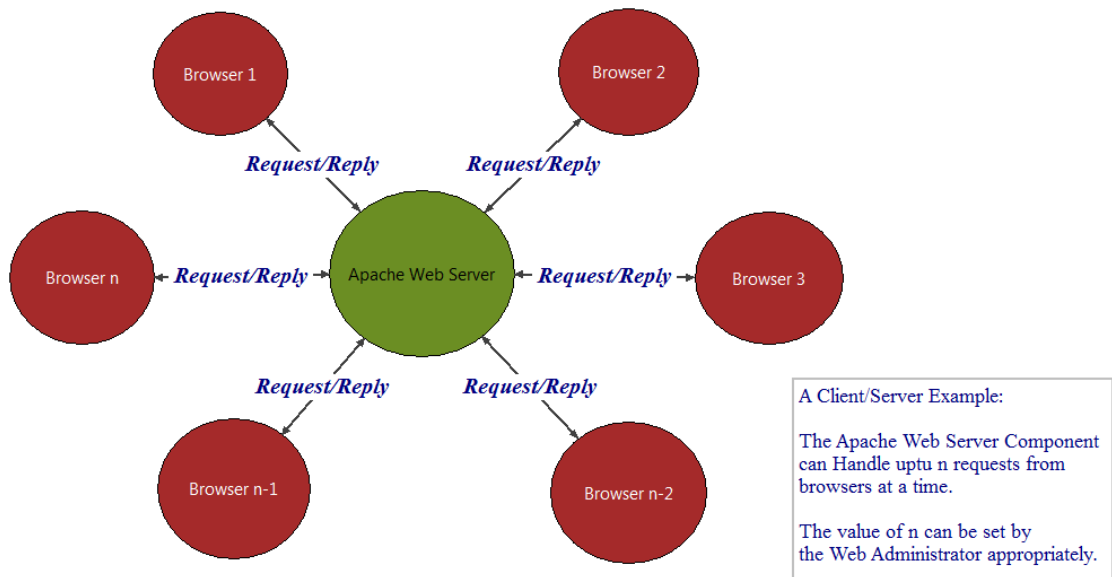 Browser 1
Browser 2
Request/Reply
Request/Reply
Browser n
Request/Reply
Apache Web Server
Request/Reply
Browser 3
Request/Reply
Request/Reply
Browser n-1
Browser n-2
A Client/Server Example:
The Apache Web Server Component
can Handle uptu n requests from
browsers at a time.
The value of n can be set by
the Web Administrator appropriately.